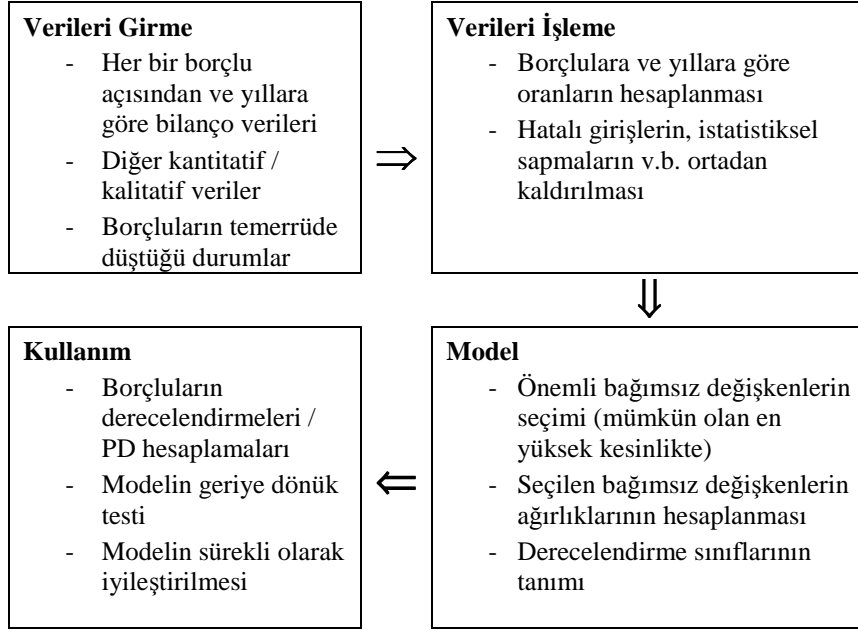 Verileri Girme
- Her bir borçlu
açısından ve yıllara
göre bilanço verileri
- Diğer kantitatif /
kalitatif veriler
- Borçluların temerrüde
düştüğü durumlar
⇒
Verileri İşleme
- Borçlulara ve yıllara göre
oranların hesaplanması
- Hatalı girişlerin, istatistiksel
sapmaların v.b. ortadan
kaldırılması
⇓
Model
- Önemli bağımsız değişkenlerin
seçimi (mümkün olan en
yüksek kesinlikte)
- Seçilen bağımsız değişkenlerin
ağırlıklarının hesaplanması
- Derecelendirme sınıflarının
tanımı
⇐
Kullanım
- Borçluların
derecelendirmeleri /
PD hesaplamaları
- Modelin geriye dönük
testi
- Modelin sürekli olarak
iyileştirilmesi